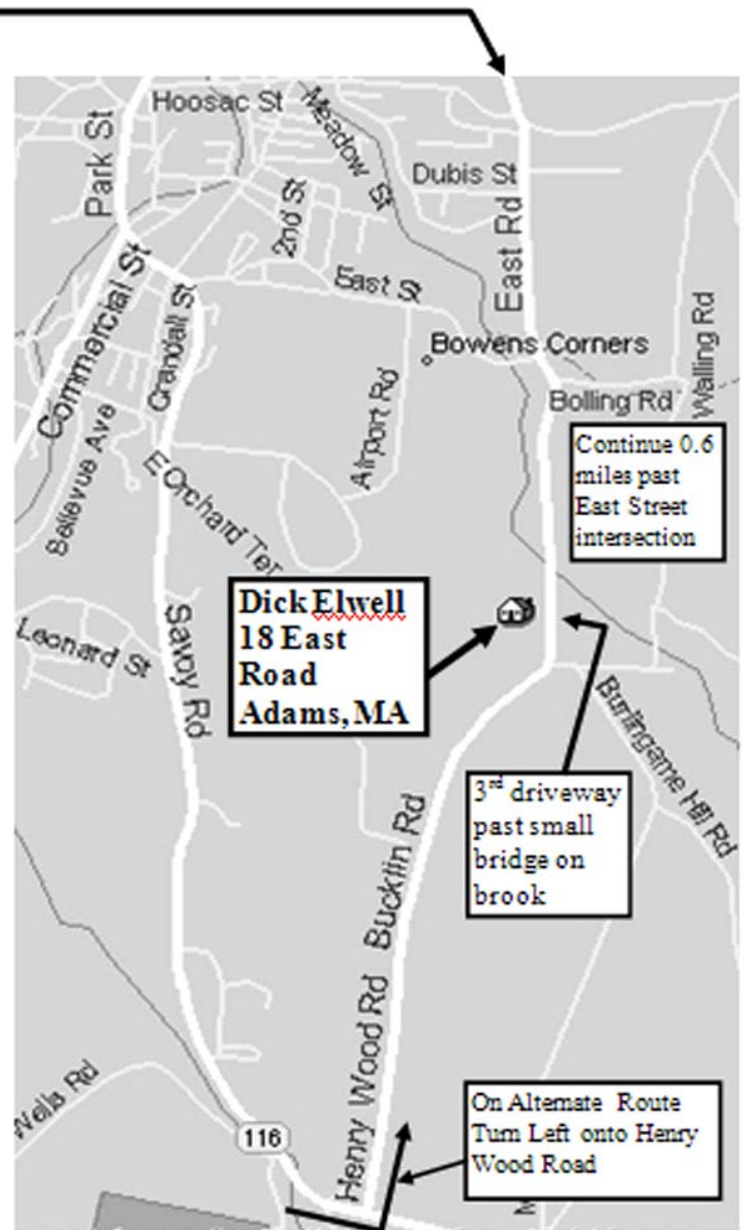 Hoosac St
Meadow St
Park St
Dubis St
2nd St
East Rd
Commercial St
East St
Crandall St
Walling Rd
Bowens Corners
Airport Rd
Bolling Rd
Bellevue Ave
Continue 0.6
miles past
East Street
intersection
E Orchard Ter
Dick Elwell
18 East
Road
Adams, MA
Leonard St
Savoy Rd
Burlingame Hill Rd
3rd driveway
past small
bridge on
brook
Bucklin Rd
Henry Wood Rd
Wells Rd
On Alternate Route
Turn Left onto Henry
Wood Road
116